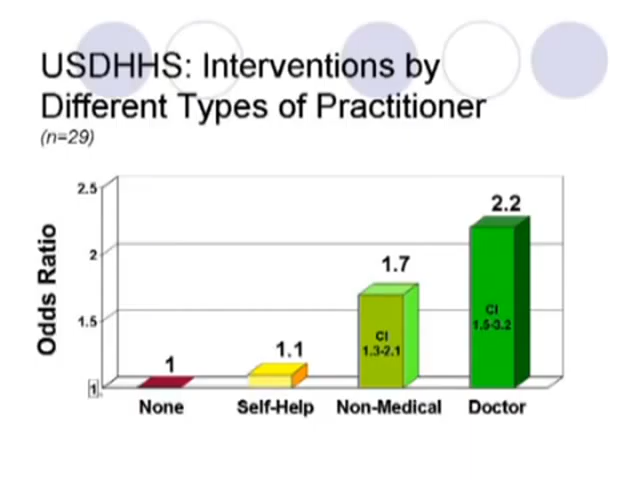 USDHHS: Interventions by
Different Types of Practitioner
(n=29)
Odds Ratio
2.5
2
1.5
1
1
1.1
1.7
2.2
CI
1.3-2.1
CI
1.5-3.2
None
Self-Help
Non-Medical
Doctor